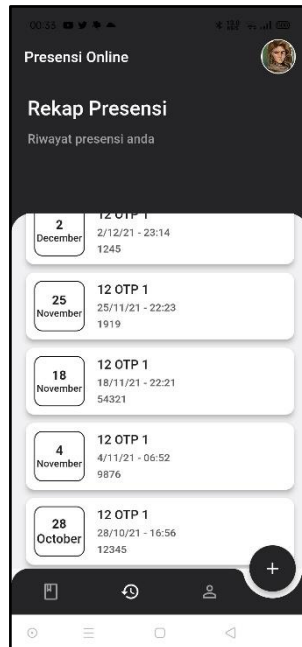 00:33
Presensi Online
Rekap Presensi
Riwayat presensi anda
2
December
12 OTP 1
2/12/21 - 23:14
1245
25
November
12 OTP 1
25/11/21 - 22:23
1919
18
November
12 OTP 1
18/11/21 - 22:21
54321
4
November
12 OTP 1
4/11/21 - 06:52
9876
28
October
12 OTP 1
28/10/21 - 16:56
12345